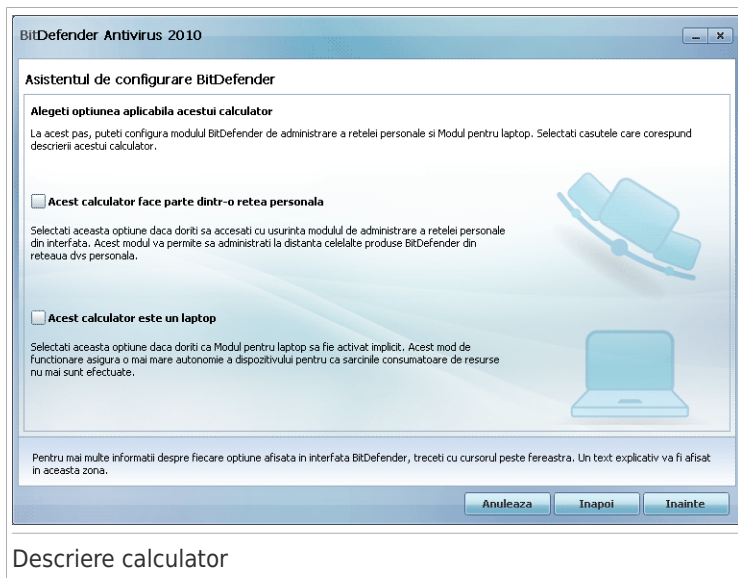 BitDefender Antivirus 2010
Asistentul de configurare BitDefender
Alegeti optiunea aplicabila acestui calculator
La acest pas, puteti configura modulul BitDefender de administrare a retelei personale si Modul pentru laptop. Selectati casutele care corespund
descrierii acestui calculator.
Acest calculator face parte dintr-o retea personala
Selectati aceasta optiune daca doriti sa accesati cu usurinta modulul de administrare a retelei personale
din interfata. Acest modul va permite sa administrati la distanta celelalte produse BitDefender din
reteaua dvs personala.
Acest calculator este un laptop
Selectati aceasta optiune daca doriti ca Modul pentru laptop sa fie activat implicit. Acest mod de
functionare asigura o mai mare autonomie a dispozitivului pentru ca sarcinile consumatoare de resurse
nu mai sunt efectuate.
Pentru mai multe informatii despre fiecare optiune afisata in interfata BitDefender, treceti cu cursorul peste fereastra. Un text explicativ va fi afisat
in aceasta zona.
Anuleaza Inapoi Inainte
Descriere calculator